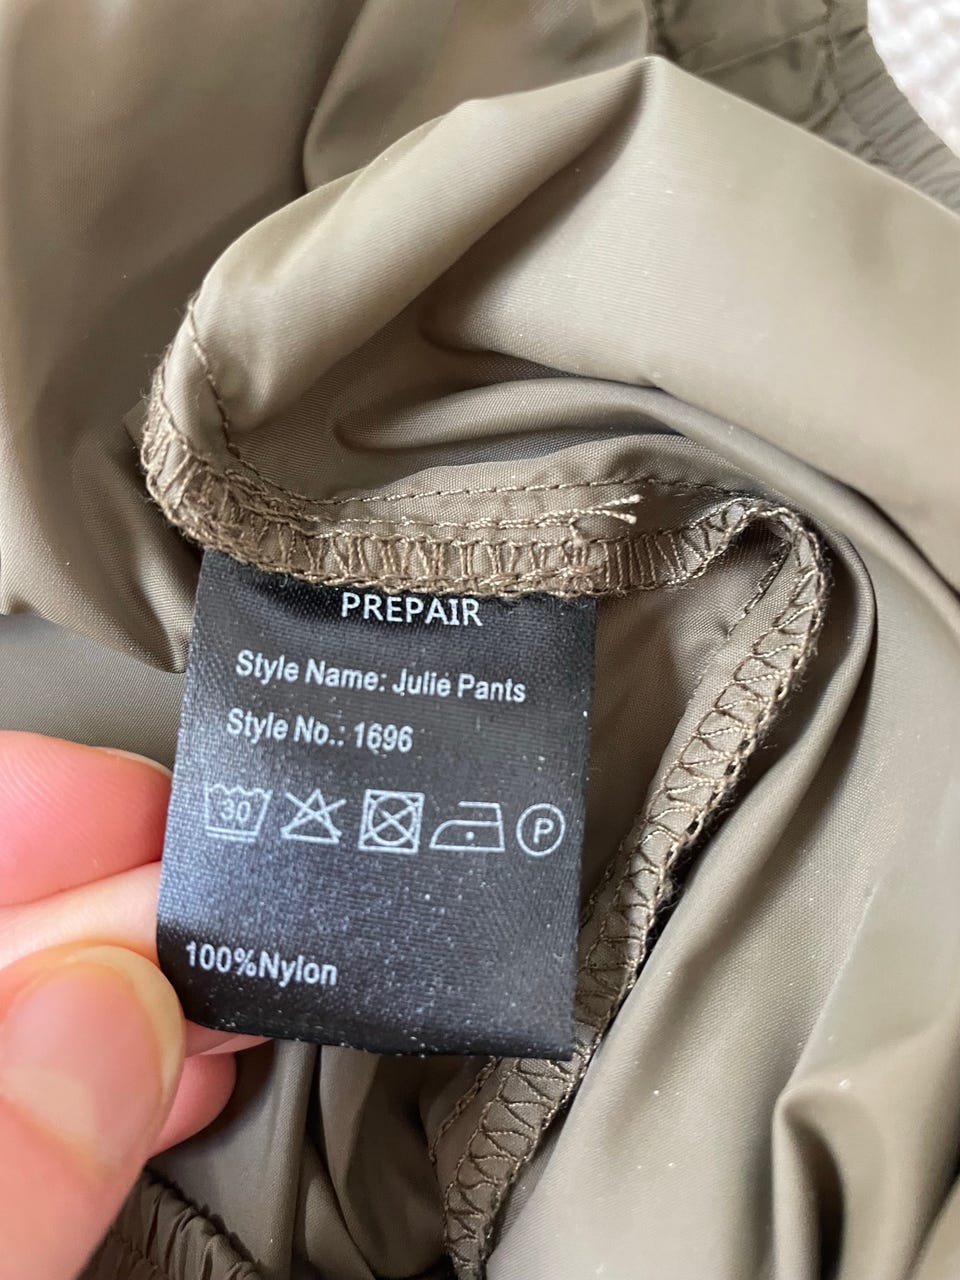 PREPAIR
Style Name: Julie Pants
Style No.: 1696
30 P
100%Nylon